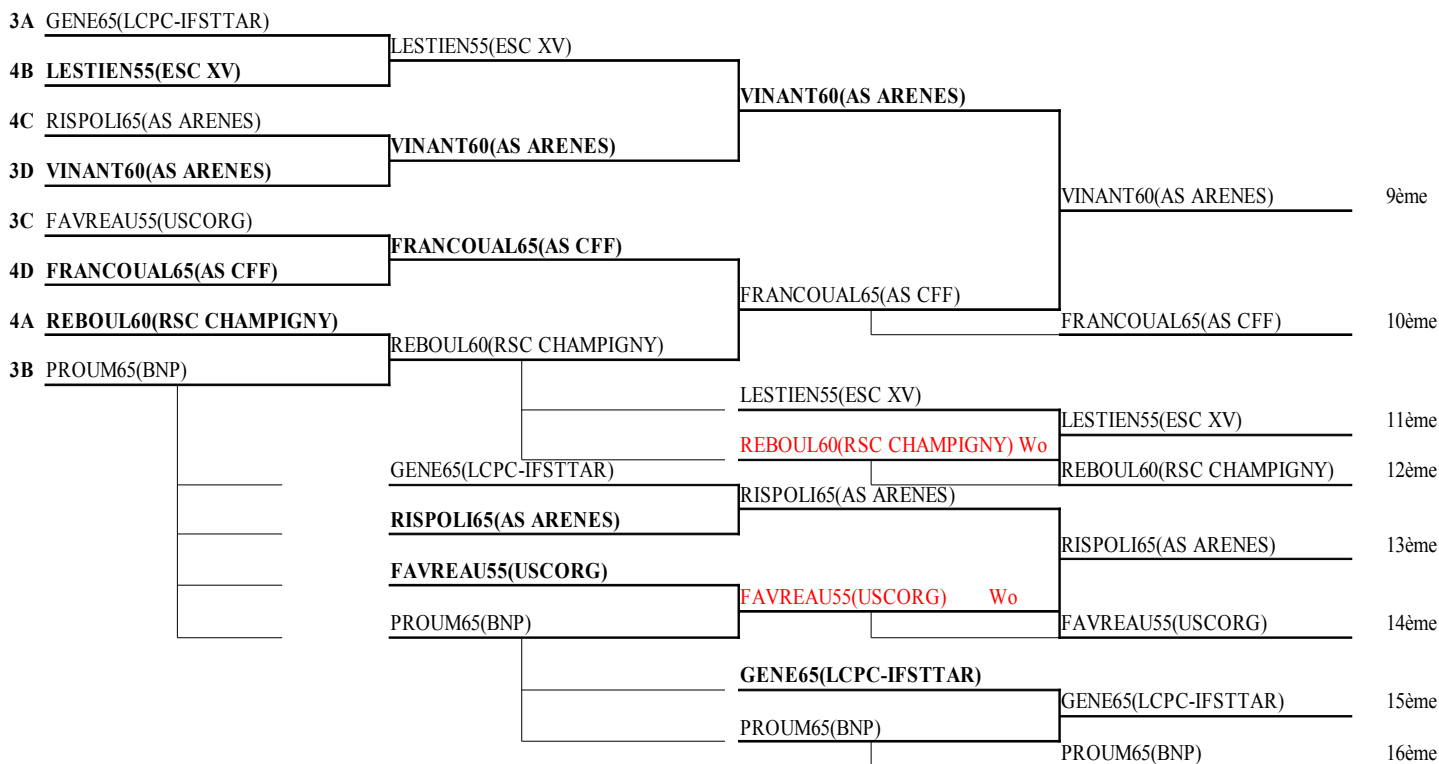 3A GENE65(LCPC-IFSTTAR)
LESTIEN55(ESC XV)
4B LESTIEN55(ESC XV)
VINANT60(AS ARENES)
4C RISPOLI65(AS ARENES)
VINANT60(AS ARENES)
3D VINANT60(AS ARENES)
VINANT60(AS ARENES) 9ème
3C FAVREAU55(USCORG)
FRANCOUAL65(AS CFF)
4D FRANCOUAL65(AS CFF)
FRANCOUAL65(AS CFF)
4A REBOUL60(RSC CHAMPIGNY)
FRANCOUAL65(AS CFF) 10ème
REBOUL60(RSC CHAMPIGNY)
3B PROUM65(BNP)
LESTIEN55(ESC XV)
LESTIEN55(ESC XV) 11ème
REBOUL60(RSC CHAMPIGNY) Wo
GENE65(LCPC-IFSTTAR)
REBOUL60(RSC CHAMPIGNY) 12ème
RISPOLI65(AS ARENES)
RISPOLI65(AS ARENES)
RISPOLI65(AS ARENES) 13ème
FAVREAU55(USCORG)
FAVREAU55(USCORG) Wo
PROUM65(BNP)
FAVREAU55(USCORG) 14ème
GENE65(LCPC-IFSTTAR)
GENE65(LCPC-IFSTTAR) 15ème
PROUM65(BNP)
PROUM65(BNP) 16ème